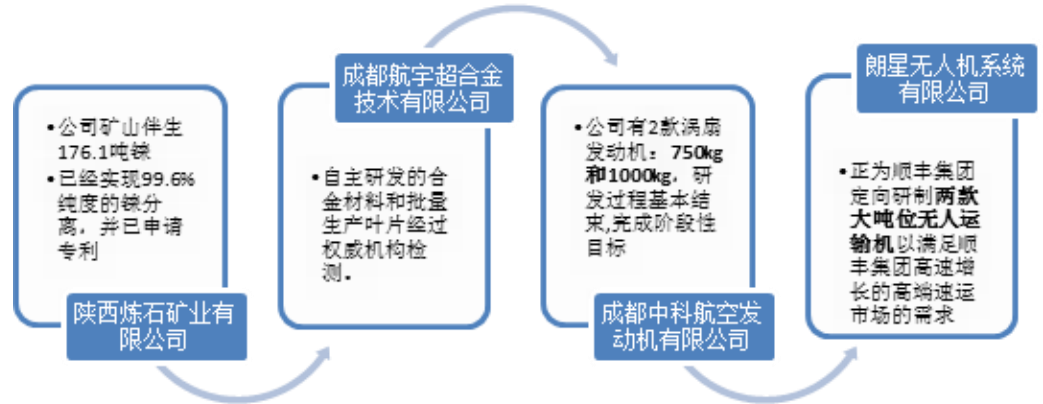 •公司矿山伴生
176.1吨铼
•已经实现99.6%
纯度的铼分
离，并已申请
专利
陕西炼石矿业有
限公司
成都航宇超合金
技术有限公司
•自主研发的合
金材料和批量
生产叶片经过
权威机构检
测。
•公司有2款涡扇
发动机：750kg
和1000kg，研
发过程基本结
束,完成阶段性
目标
成都中科航空发
动机有限公司
朗星无人机系统
有限公司
•正为顺丰集团
定向研制两款
大吨位无人运
输机以满足顺
丰集团高速增
长的高端速运
市场的需求